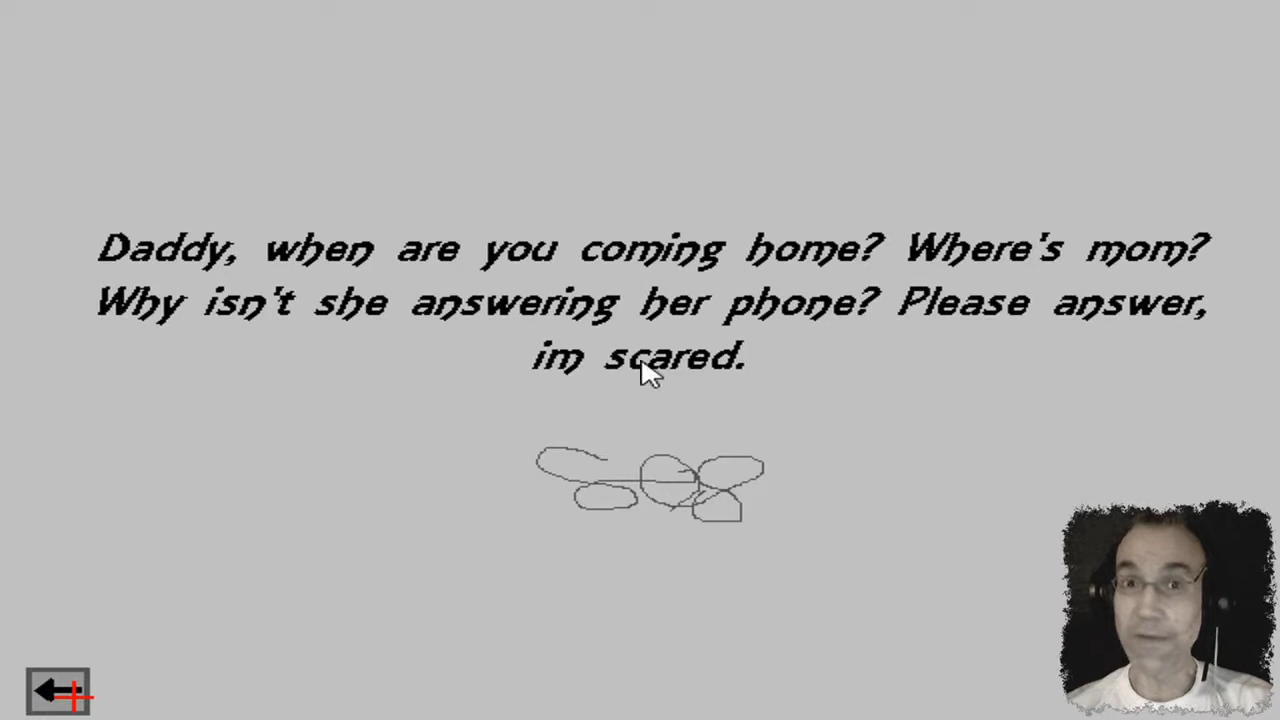 Daddy, when are you coming home? Where's mom?
Why isn't she answering her phone? Please answer,
im scared.